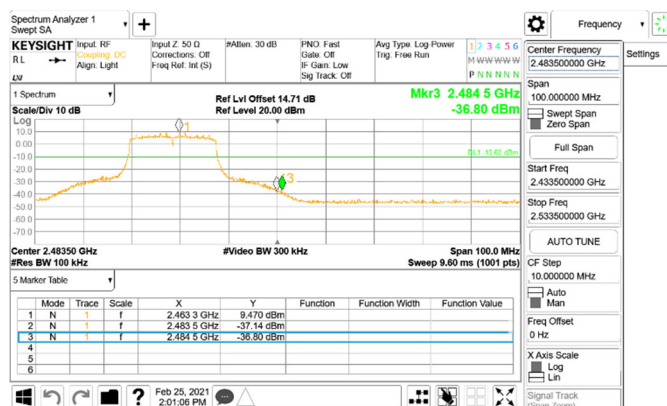 Spectrum Analyzer 1
Swept SA
Frequency
KEYSIGHT
RL
Input: RF
Coupling: DC
Align: Light
Input Z: 50 Ω
Corrections: Off
Freq Ref: Int (S)
#Atten: 30 dB
PNO: Fast
Gate: Off
IF Gain: Low
Sig Track: Off
Avg Type: Log-Power
Trig: Free Run
1 2 3 4 5 6
M W W W W W
P N N N N N
1 Spectrum
Scale/Div 10 dB
Log
Ref Lvl Offset 14.71 dB
Ref Level 20.00 dBm
Mkr3 2.484 5 GHz
-36.80 dBm
10.0
0.00
-10.0
-20.0
-30.0
-40.0
-50.0
-60.0
-70.0
1
3
DL1 -10.60 dBm
Center 2.48350 GHz
#Res BW 100 kHz
#Video BW 300 kHz
Span 100.0 MHz
Sweep 9.60 ms (1001 pts)
5 Marker Table
Mode Trace Scale X Y Function Function Width Function Value
1 N 1 f 2.463 3 GHz 9.470 dBm
2 N 1 f 2.483 5 GHz -37.14 dBm
3 N 1 f 2.484 5 GHz -36.80 dBm
4
5
6
Feb 25, 2021
2:01:06 PM
Center Frequency
2.483500000 GHz
Settings
Span
100.000000 MHz
Swept Span
Zero Span
Full Span
Start Freq
2.433500000 GHz
Stop Freq
2.533500000 GHz
AUTO TUNE
CF Step
10.000000 MHz
Auto
Man
Freq Offset
0 Hz
X Axis Scale
Log
Lin
Signal Track
(Span Zoom)